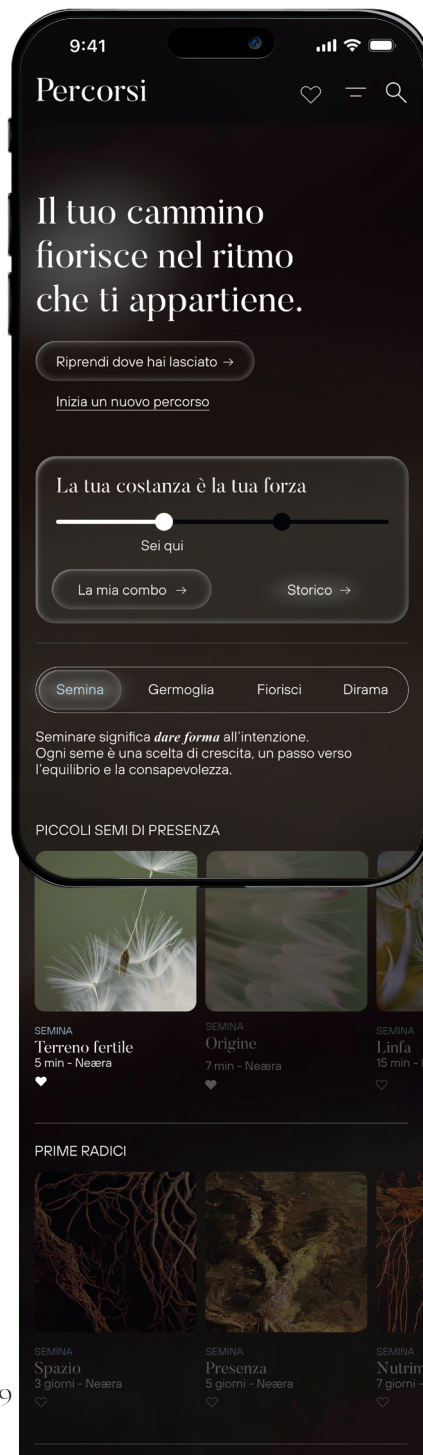 9:41
Percorsi
Il tuo cammino
fiorisce nel ritmo
che ti appartiene.
Riprendi dove hai lasciato →
Inizia un nuovo percorso
La tua costanza è la tua forza
Sei qui
La mia combo →
Storico →
Semina Germoglia Fiorisci Dirama
Seminare significa dare forma all'intenzione.
Ogni seme è una scelta di crescita, un passo verso
l'equilibrio e la consapevolezza.
PICCOLI SEMI DI PRESENZA
SEMINA
Terreno fertile
5 min - Neæra
SEMINA
Origine
7 min - Neæra
SEMINA
Linfa
15 min -
PRIME RADICI
SEMINA
Spazio
3 giorni - Neæra
SEMINA
Presenza
5 giorni - Neæra
SEMINA
7 giorni -
9